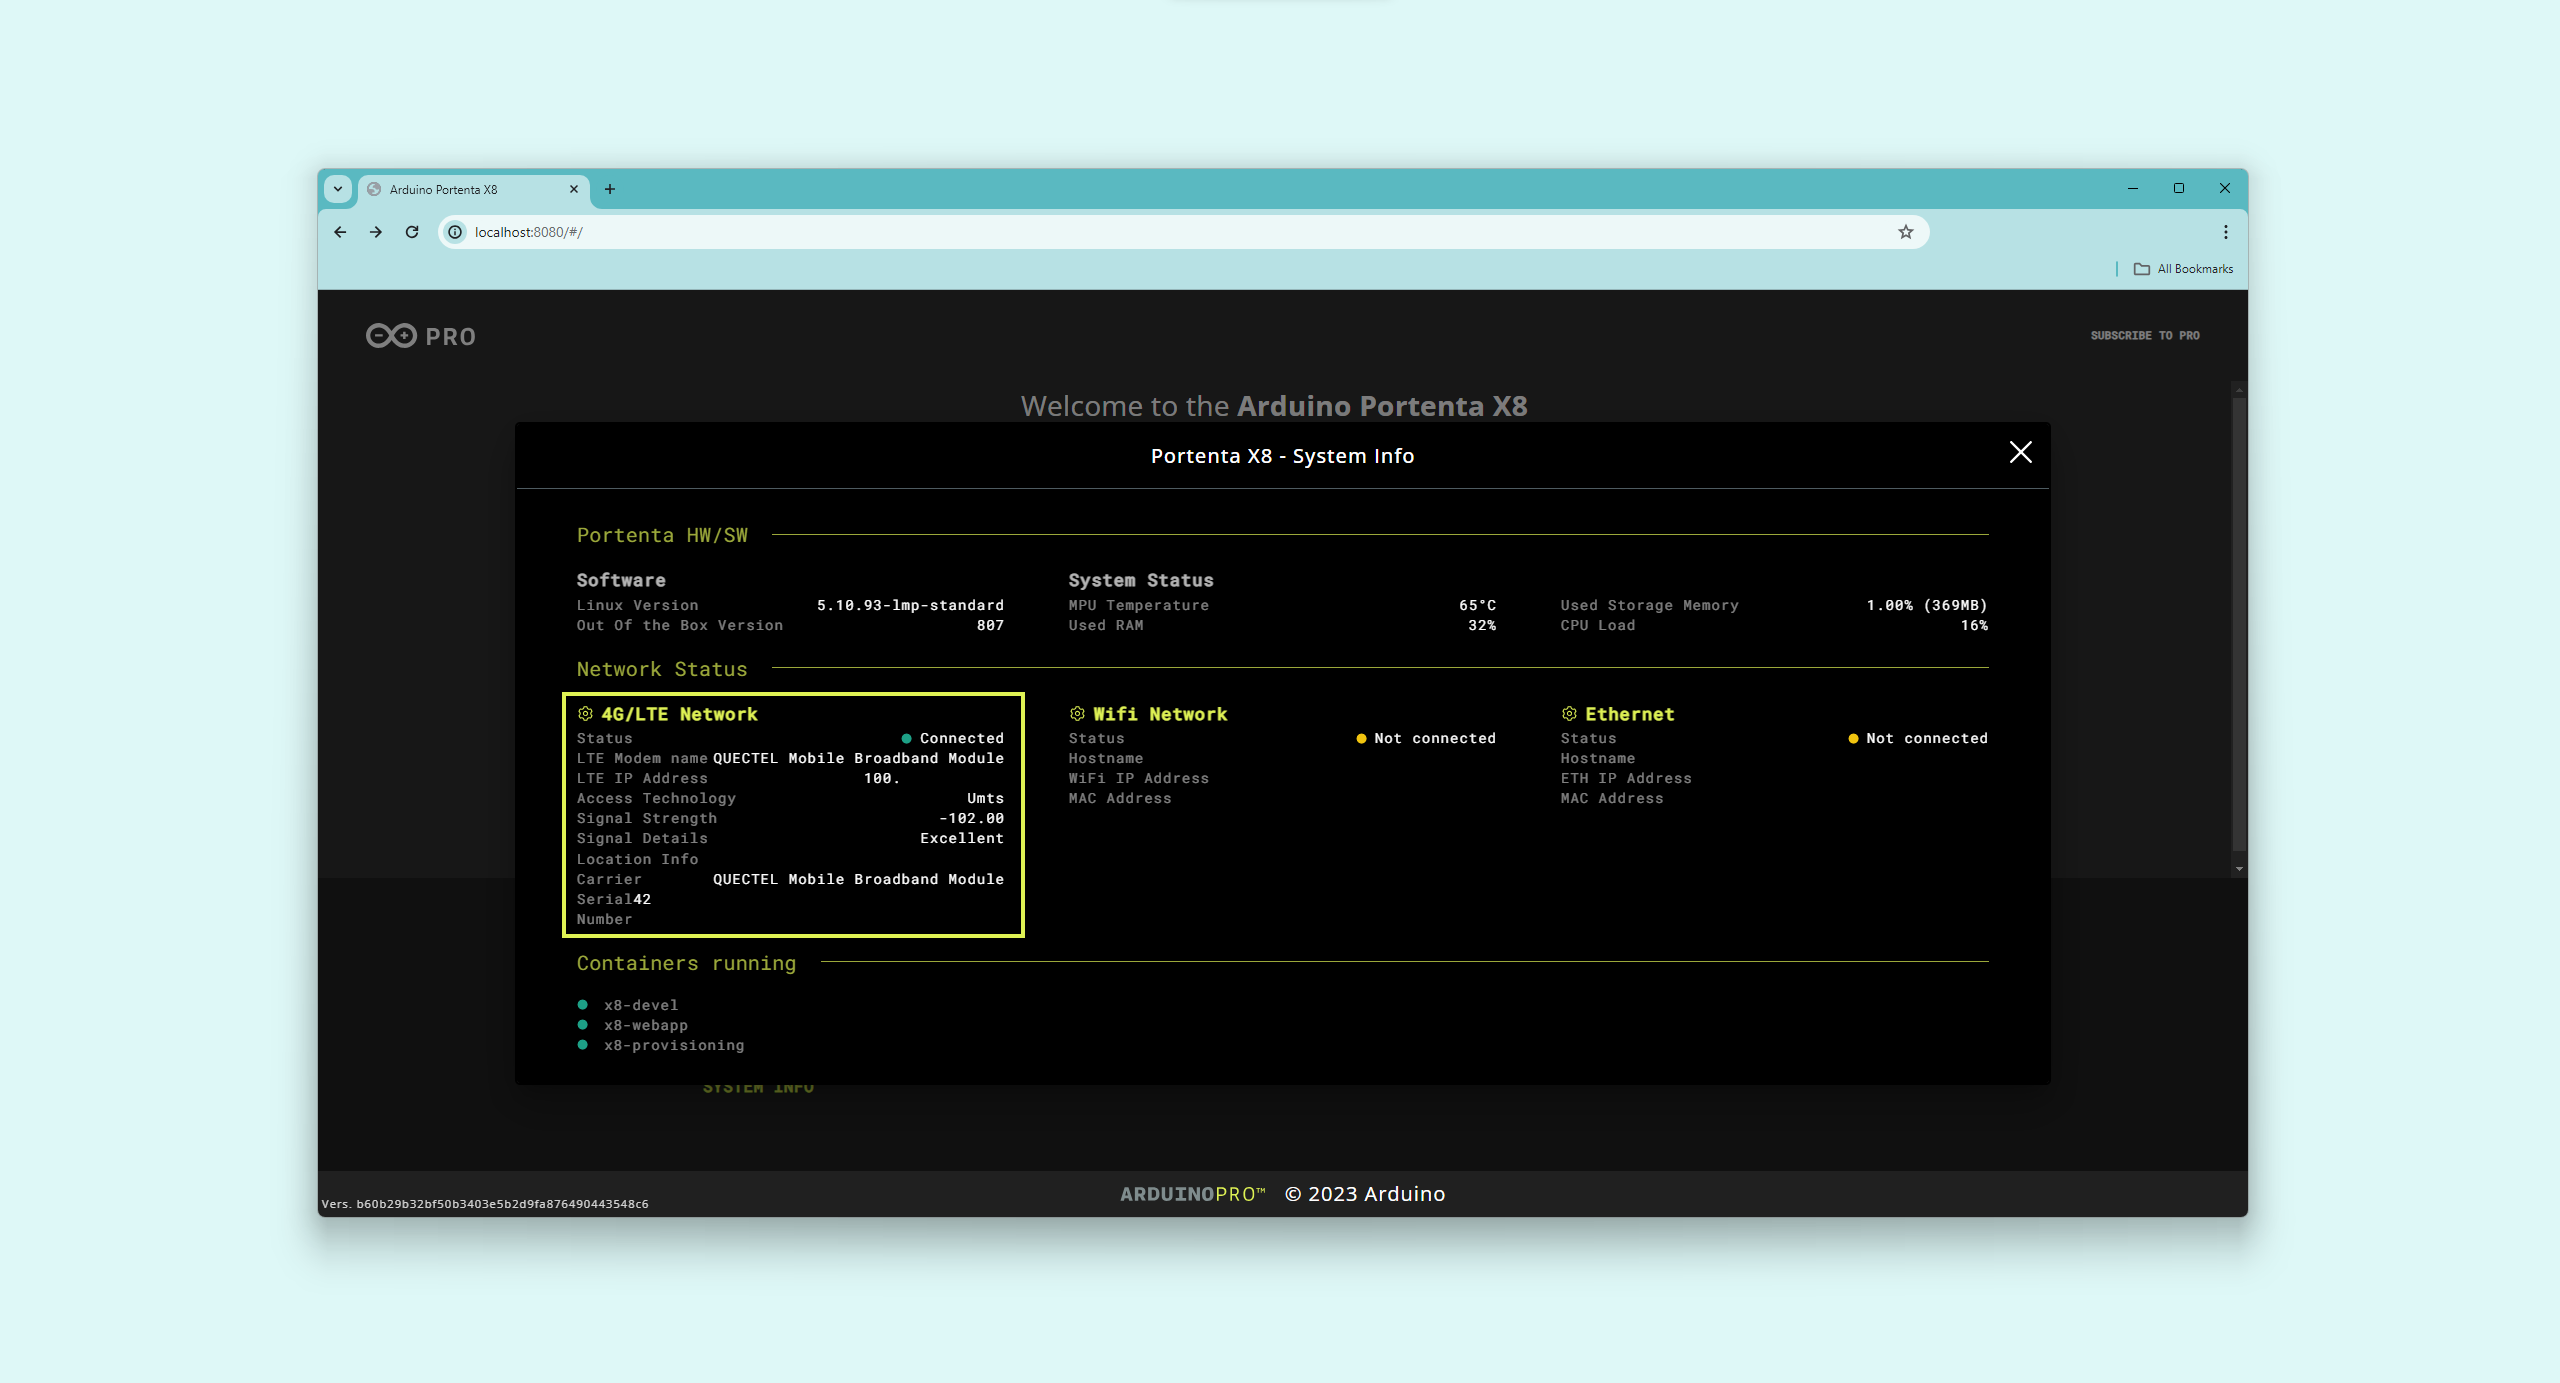 Arduino Portenta X8
localhost:8080/#/
All Bookmarks
PRO
SUBSCRIBE TO PRO
Welcome to the Arduino Portenta X8
Portenta X8 - System Info
Portenta HW/SW
Software
Linux Version 5.10.93-lmp-standard
Out Of the Box Version 807
System Status
MPU Temperature 65°C
Used RAM 32%
Used Storage Memory 1.00% (369MB)
CPU Load 16%
Network Status
4G/LTE Network
Status Connected
LTE Modem name QUECTEL Mobile Broadband Module
LTE IP Address 100.
Access Technology Umts
Signal Strength -102.00
Signal Details Excellent
Location Info
Carrier QUECTEL Mobile Broadband Module
Serial 42
Number
Wifi Network
Status Not connected
Hostname
WiFi IP Address
MAC Address
Ethernet
Status Not connected
Hostname
ETH IP Address
MAC Address
Containers running
x8-devel
x8-webapp
x8-provisioning
SYSTEM INFO
Vers. b60b29b32bf50b3403e5b2d9fa876490443548c6
ARDUINOPRO™ © 2023 Arduino